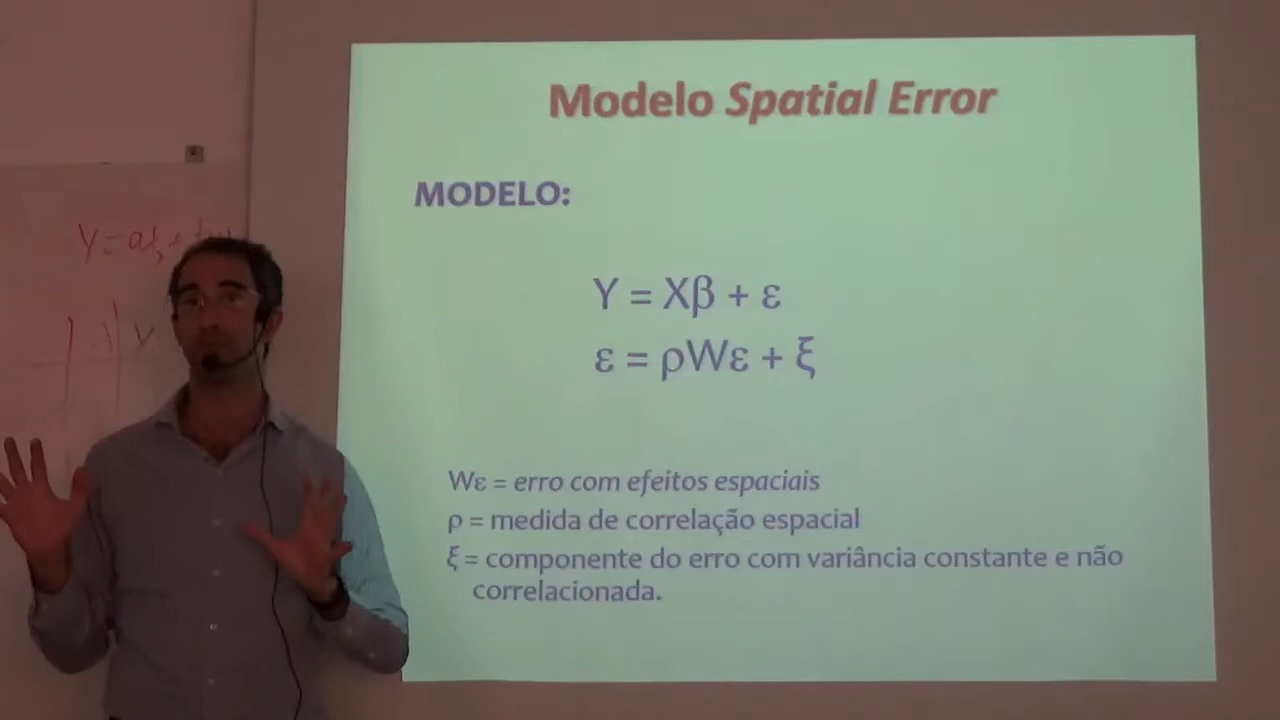 Modelo Spatial Error
MODELO:
Y = Xβ + ε
ε = ρWε + ξ
Wε = erro com efeitos espaciais
ρ = medida de correlação espacial
ξ = componente do erro com variância constante e não
correlacionada.